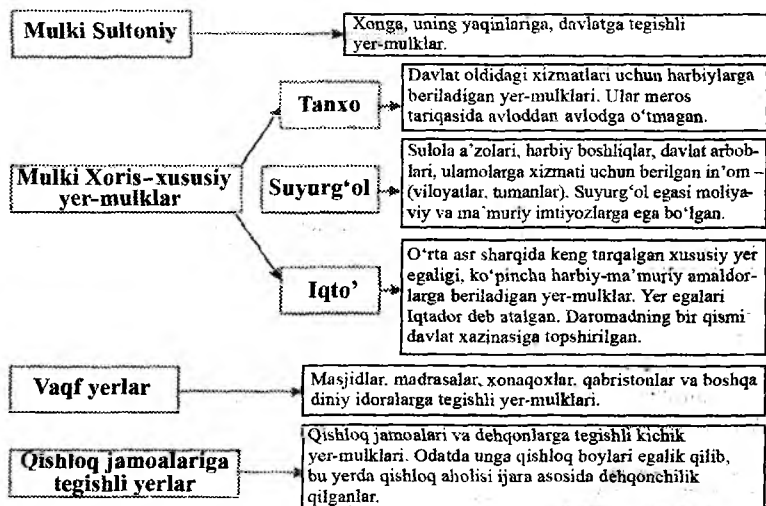 Mulki Sultoniy
Xonga, uning yaqinlariga, davlatga tegishli
yer-mulklar.
Mulki Xoris–xususiy
yer-mulklar
Tanxo
Davlat oldidagi xizmatlari uchun harbiylarga
beriladigan yer-mulklari. Ular meros
tariqasida avloddan avlodga o‘tmagan.
Suyurg‘ol
Sulola a’zolari, harbiy boshliqlar, davlat arbob-
lari, ulamolarga xizmati uchun berilgan in’om –
(viloyatlar, tumanlar). Suyurg‘ol egasi moliya-
viy va ma’muriy imtiyozlarga ega bo‘lgan.
Iqto’
O‘rta asr sharqida keng tarqalgan xususiy yer
egaligi, ko‘pincha harbiy-ma’muriy amaldor-
larga beriladigan yer-mulklar. Yer egalari
Iqtador deb atalgan. Daromadning bir qismi
davlat xazinasiga topshirilgan.
Vaqf yerlar
Masjidlar, madrasalar, xonaqoxlar, qabristonlar va boshqa
diniy idoralarga tegishli yer-mulklari.
Qishloq jamoalariga
tegishli yerlar
Qishloq jamoalari va dehqonlarga tegishli kichik
yer-mulklari. Odatda unga qishloq boylari egalik qilib,
bu yerda qishloq aholisi ijara asosida dehqonchilik
qilganlar.